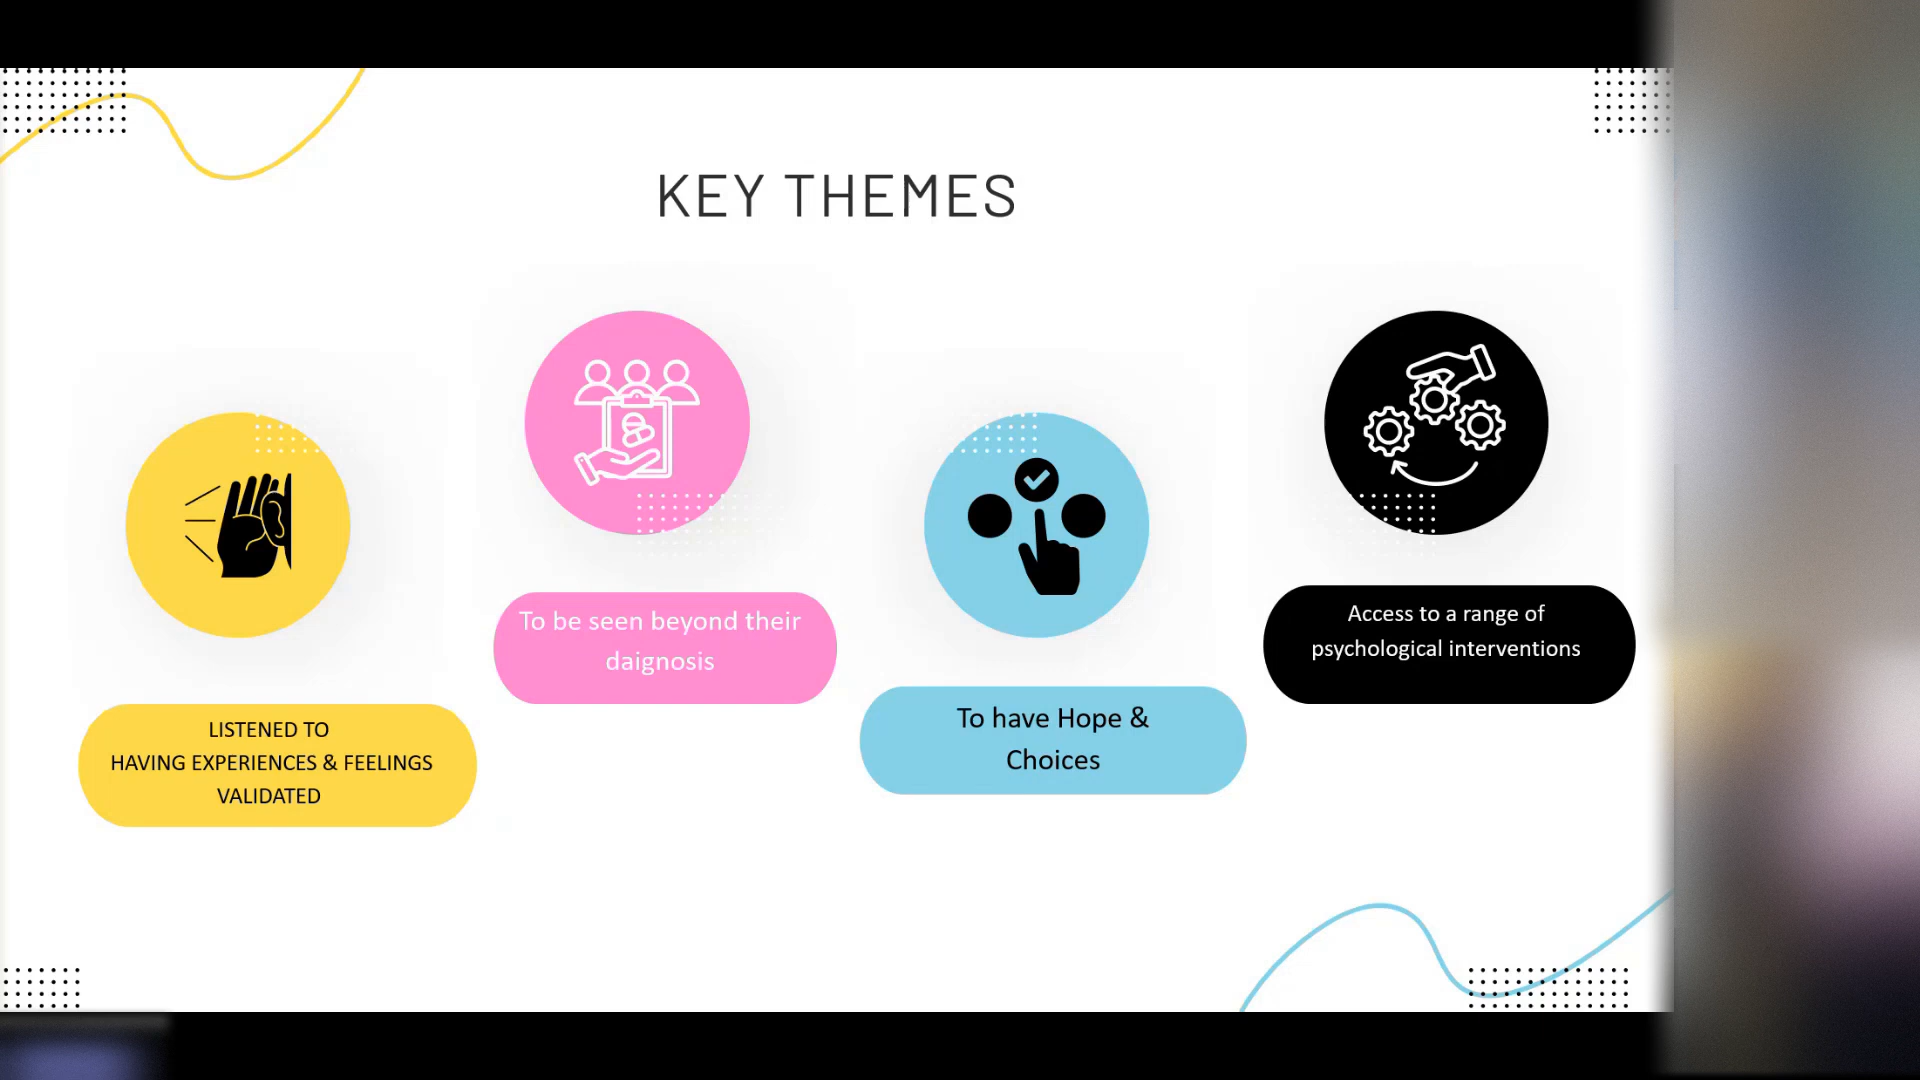 KEY THEMES
LISTENED TO
HAVING EXPERIENCES & FEELINGS
VALIDATED
To be seen beyond their
daignosis
To have Hope &
Choices
Access to a range of
psychological interventions